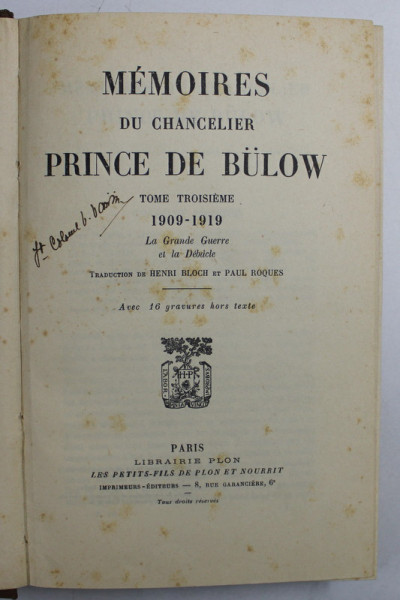 MÉMOIRES
DU CHANCELIER
PRINCE DE BÜLOW
TOME TROISIÉME
1909-1919
La Grande Guerre
et la Débâcle
TRADUCTION DE HENRI BLOCH ET PAUL ROQUES
Avec 16 gravures hors texte
PARIS
LIBRAIRIE PLON
LES PETITS-FILS DE PLON ET NOURRIT
IMPRIMEURS-ÉDITEURS — 8, RUE GARANCIÈRE, 6e
Tous droits réservés